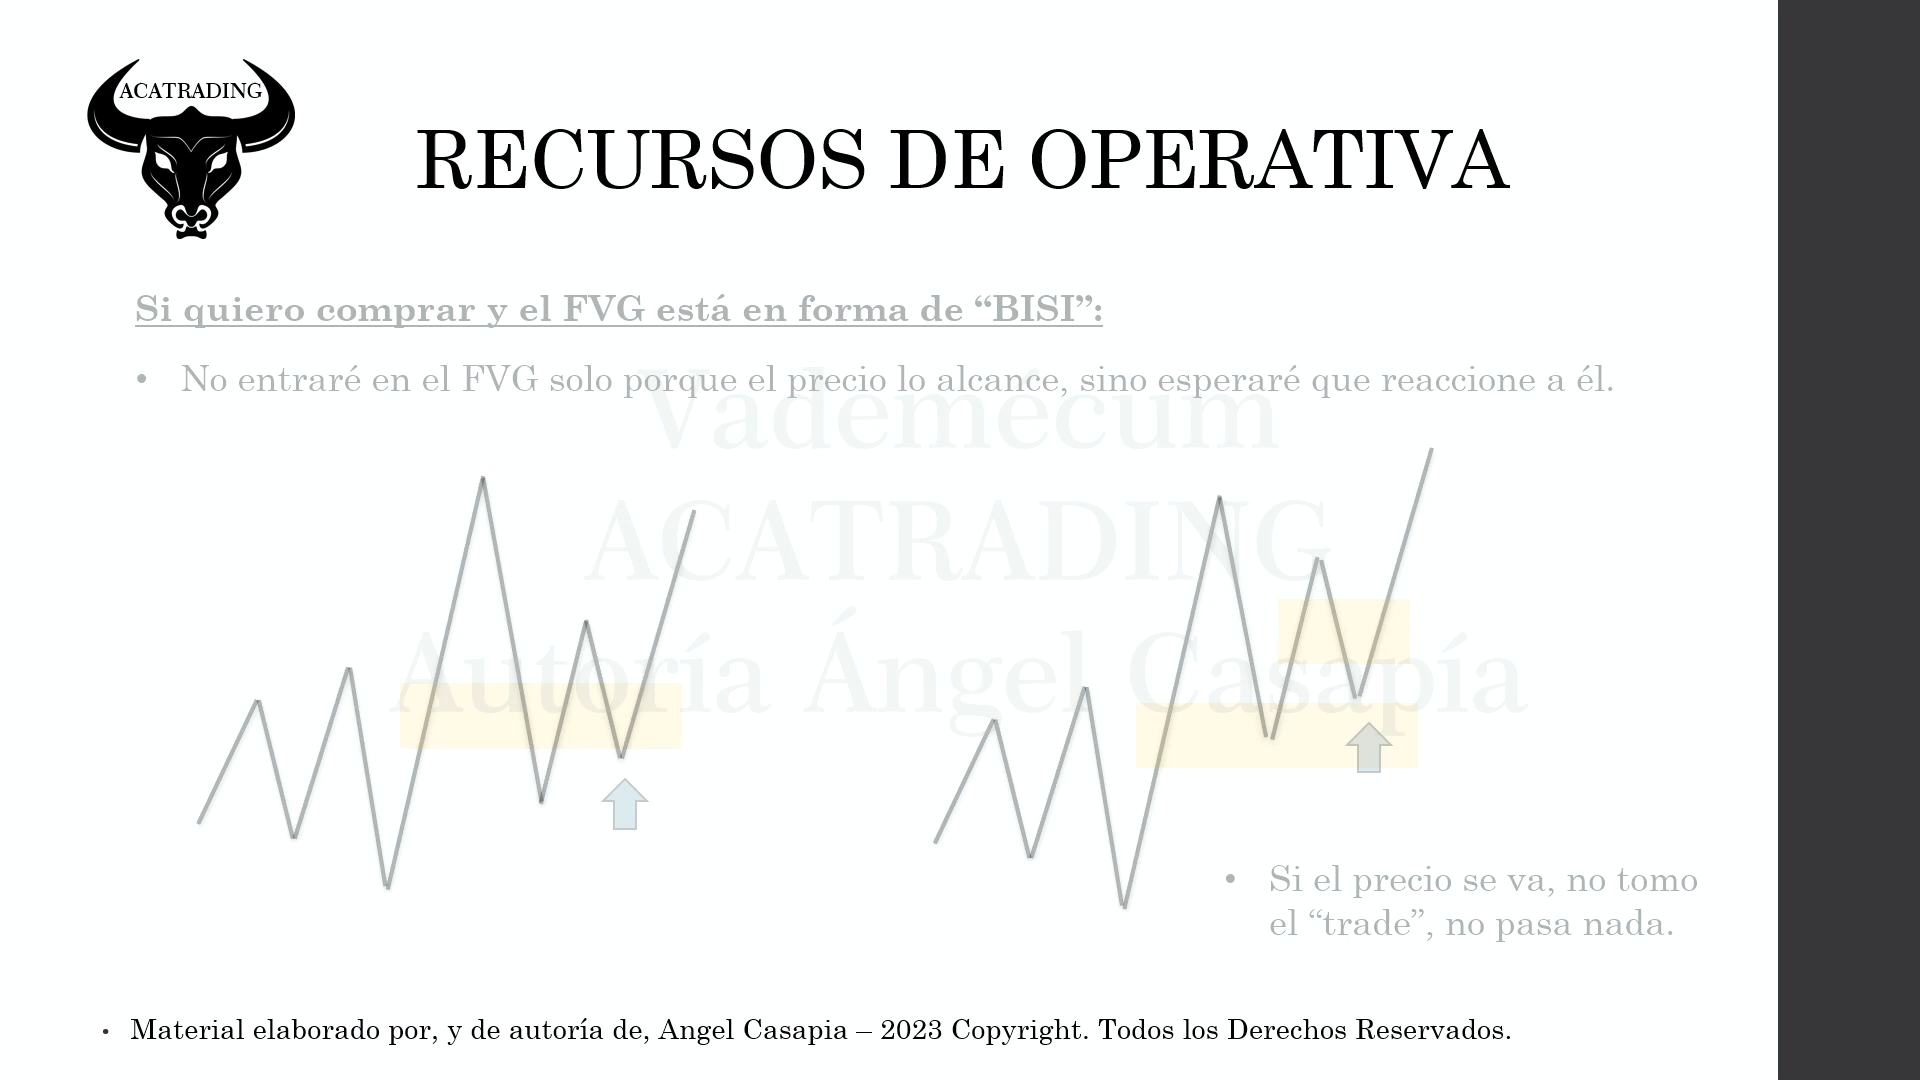 ACATRADING
RECURSOS DE OPERATIVA
Si quiero comprar y el FVG está en forma de “BISI”:
• No entraré en el FVG solo porque el precio lo alcance, sino esperaré que reaccione a él.
Vademécum
ACATRADING
Autoría Ángel Casapía
• Si el precio se va, no tomo
el “trade”, no pasa nada.
• Material elaborado por, y de autoría de, Angel Casapia – 2023 Copyright. Todos los Derechos Reservados.